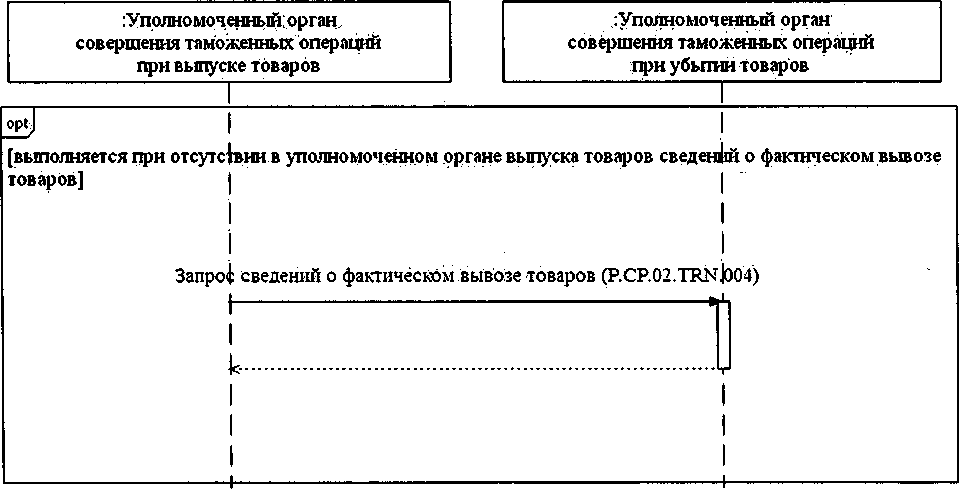 :Уполномоченный орган
совершения таможенных операций
при выпуске товаров
:Уполномоченный орган
совершения таможенных операций
при убытии товаров
opt
[выполняется при отсутствии в уполномоченном органе выпуска товаров сведений о фактическом вывозе
товаров]
Запрос сведений о фактическом вывозе товаров (P.CP.02.TRN.004)